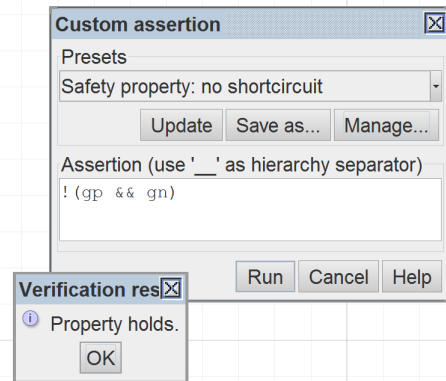 Custom assertion
Presets
Safety property: no shortcircuit
Update Save as... Manage...
Assertion (use '__' as hierarchy separator)
!(gp && gn)
Run Cancel Help
Verification res
Property holds.
OK